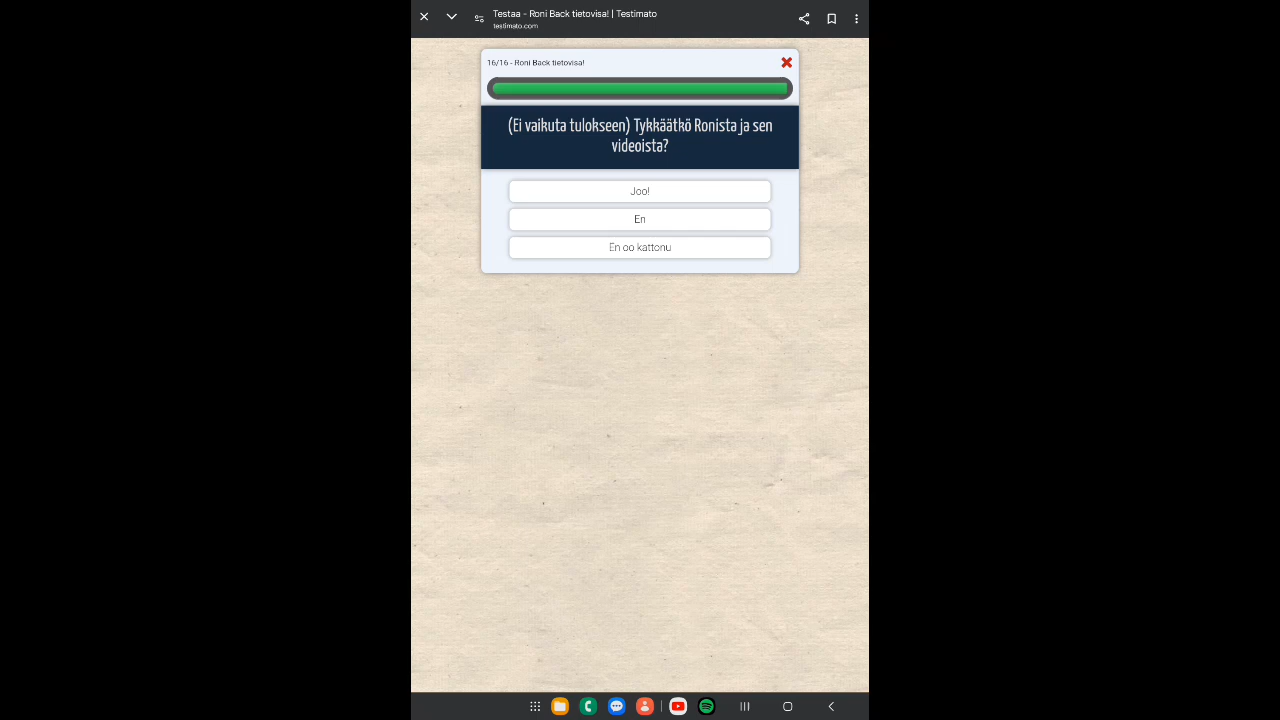 Testaa - Roni Back tietovisa! | Testimato
testimato.com
16/16 - Roni Back tietovisa!
(Ei vaikuta tulokseen) Tykkäätkö Ronista ja sen
videoista?
Joo!
En
En oo kattonu